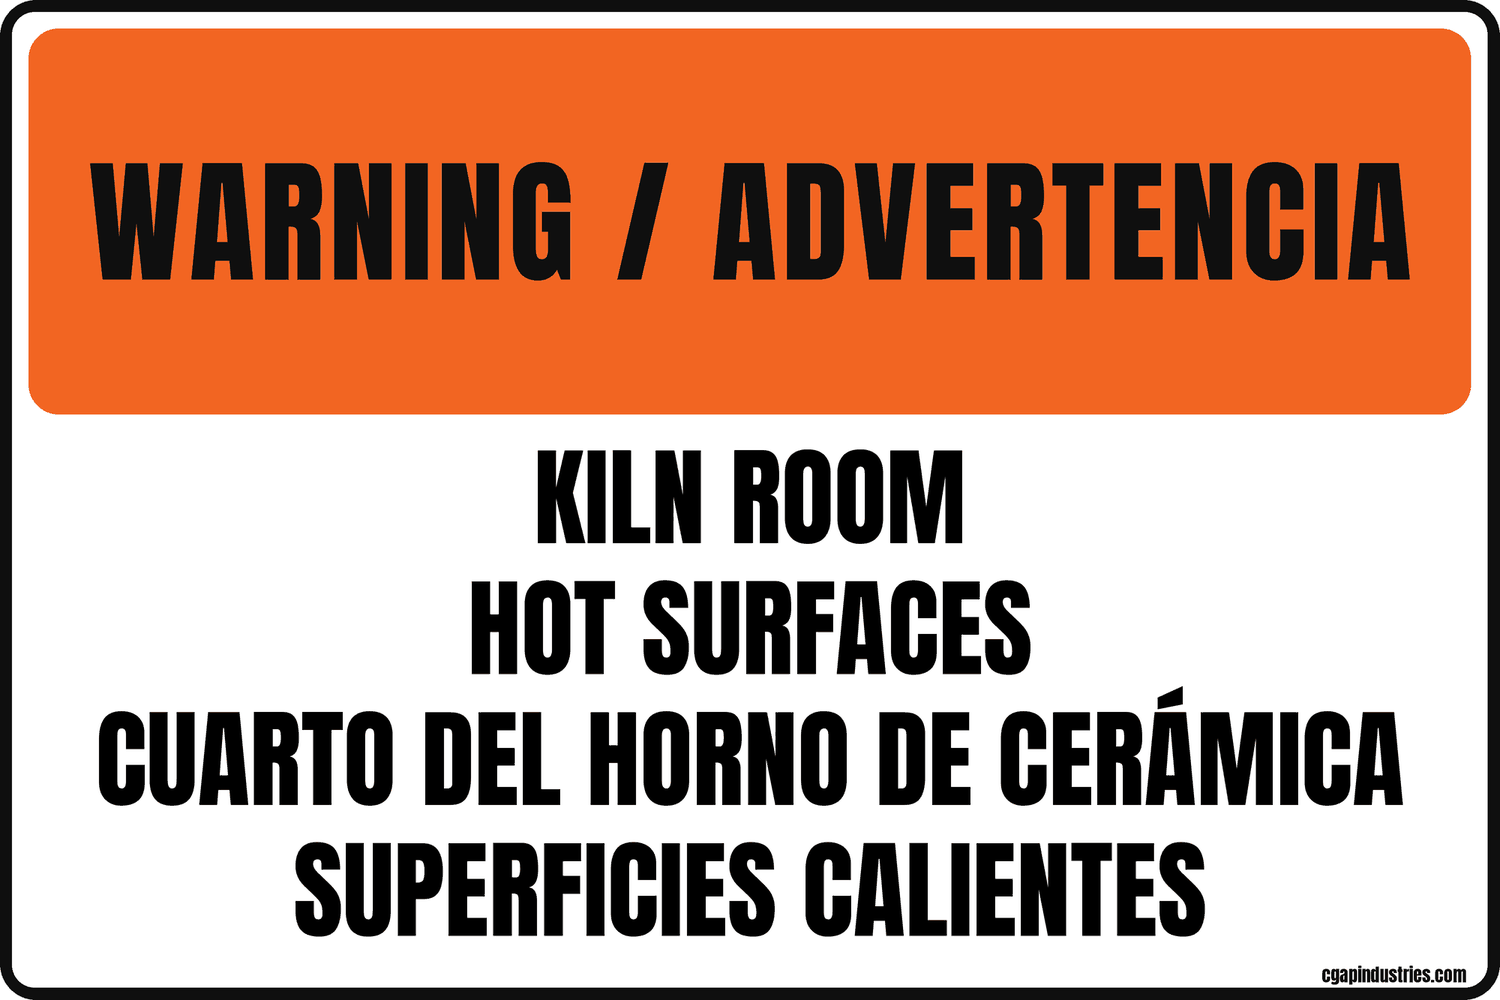 WARNING / ADVERTENCIA
KILN ROOM
HOT SURFACES
CUARTO DEL HORNO DE CERÁMICA
SUPERFICIES CALIENTES
cgapindustries.com